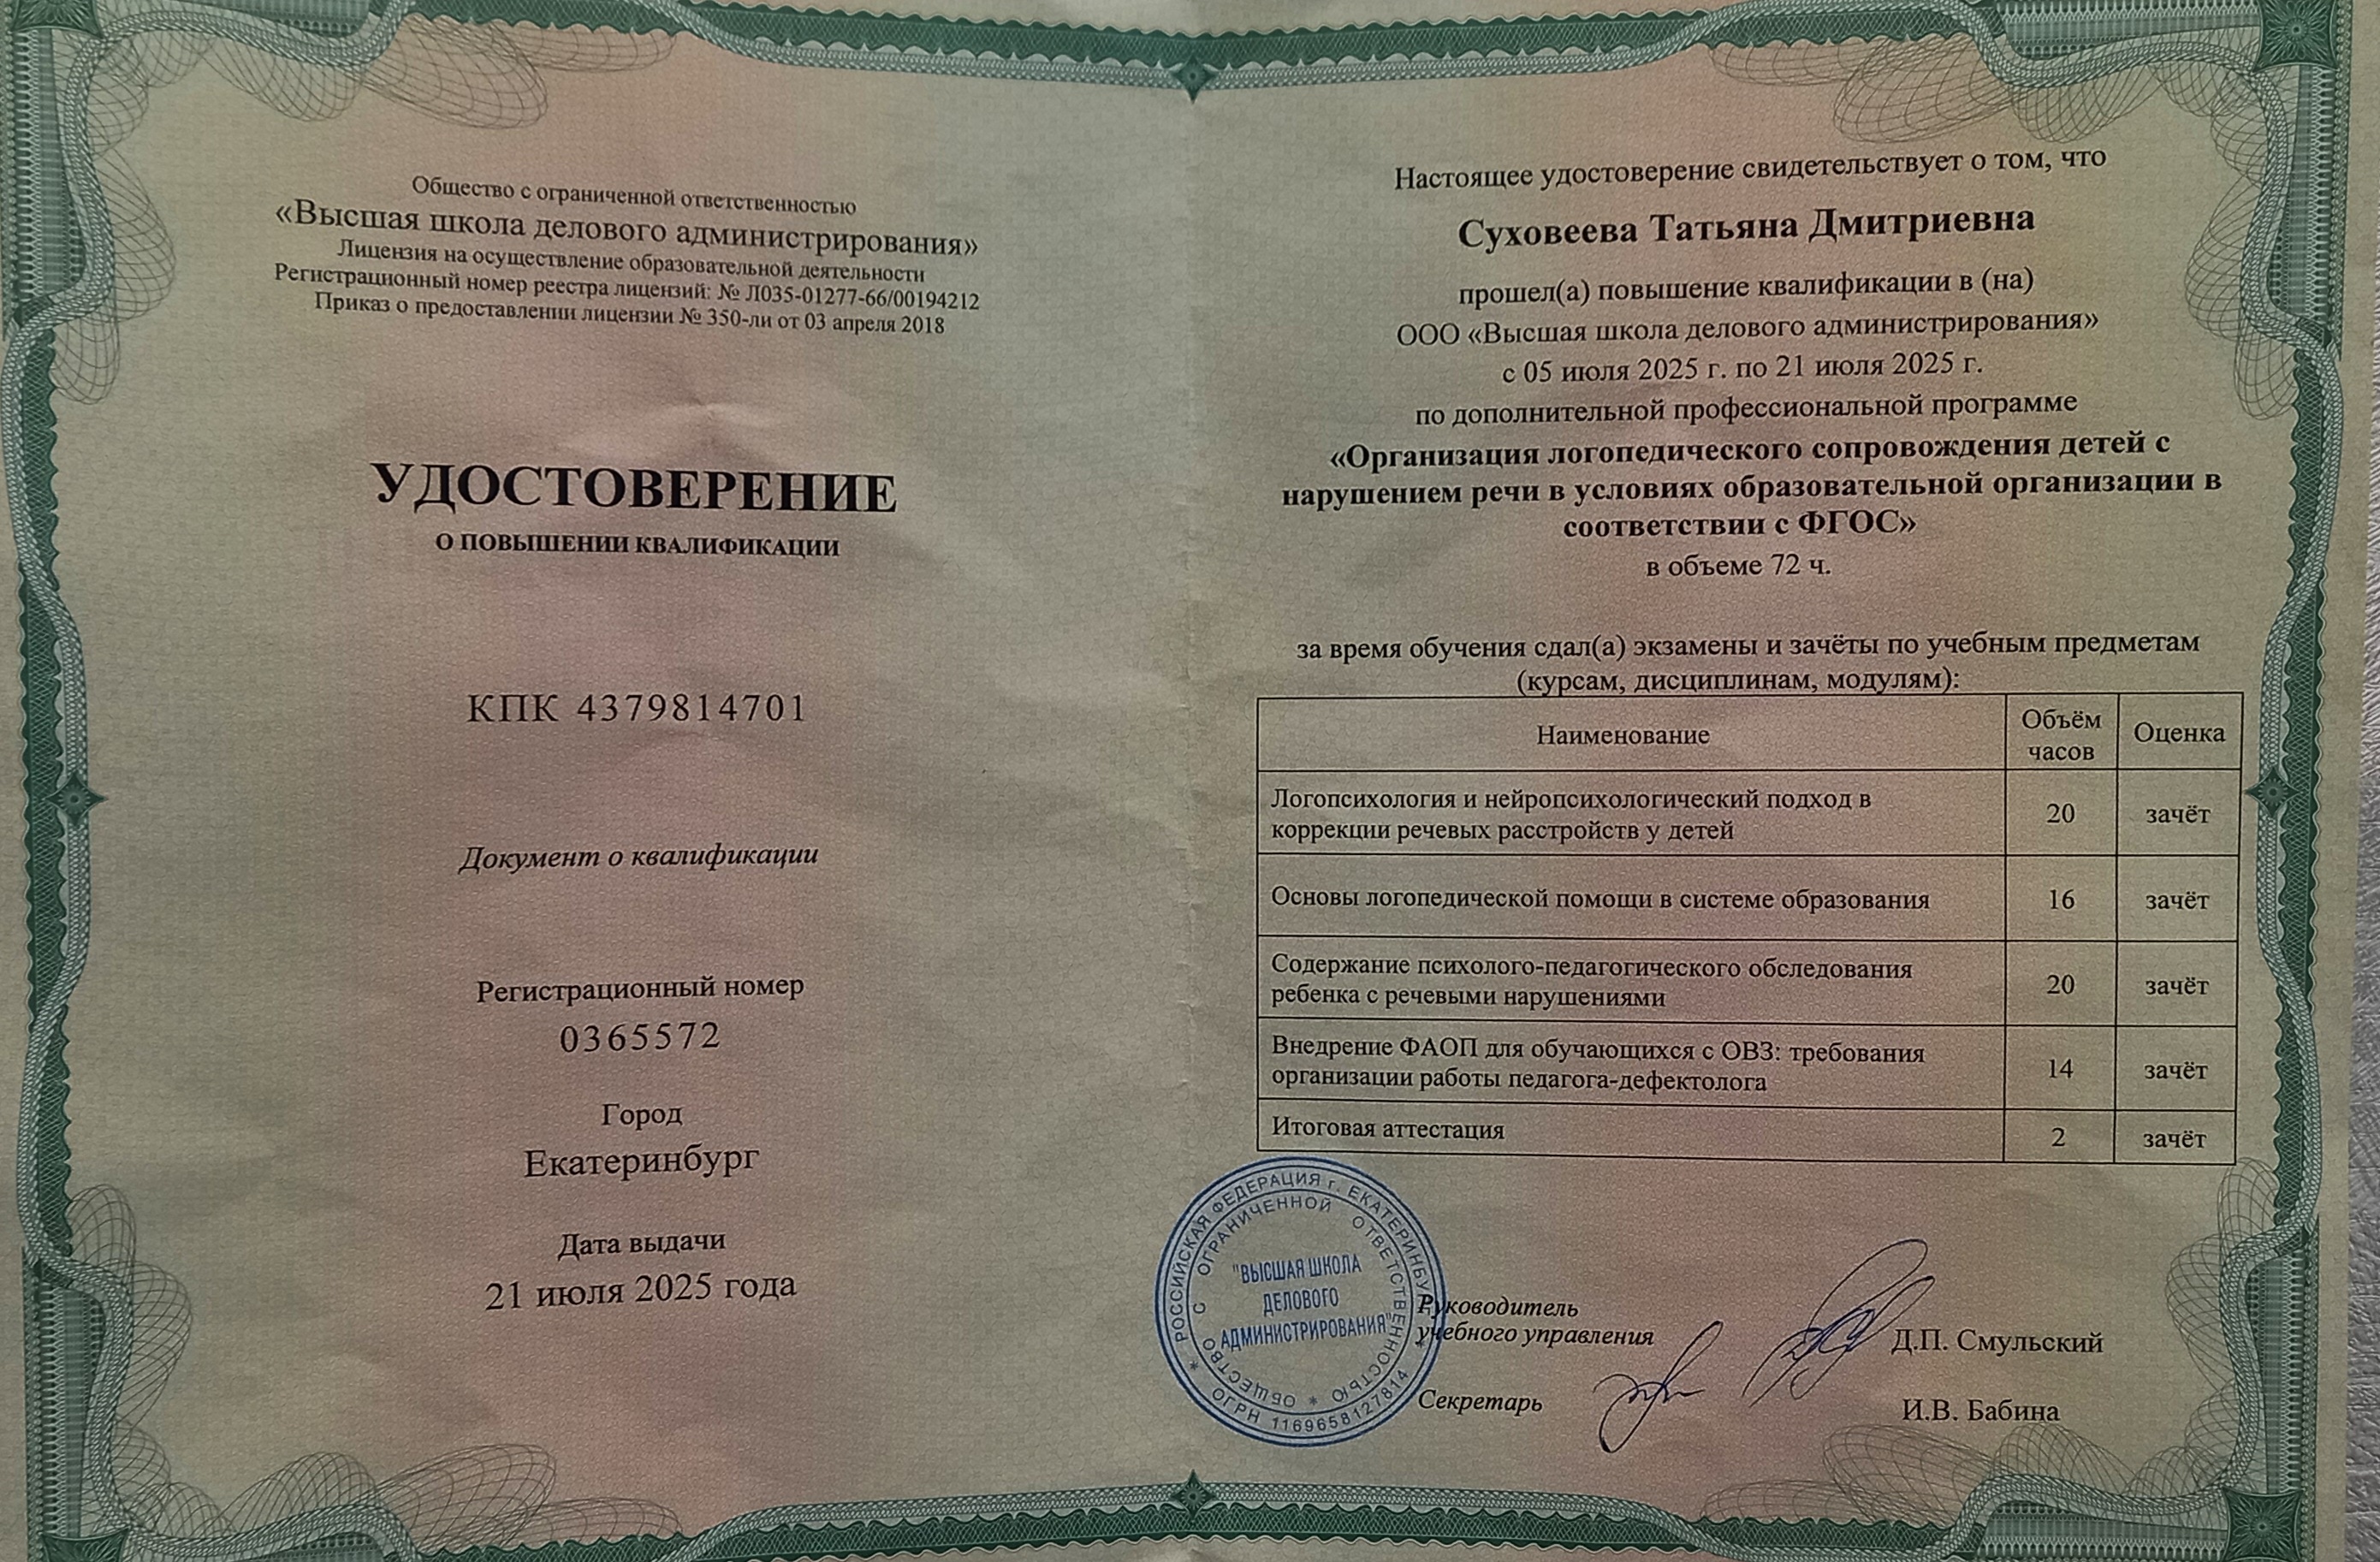 Общество с ограниченной ответственностью
«Высшая школа делового администрирования»
Лицензия на осуществление образовательной деятельности
Регистрационный номер реестра лицензий: № Л035-01277-66/00194212
Приказ о предоставлении лицензии № 350-ли от 03 апреля 2018
УДОСТОВЕРЕНИЕ
О ПОВЫШЕНИИ КВАЛИФИКАЦИИ
КПК 4379814701
Документ о квалификации
Регистрационный номер
0365572
Город
Екатеринбург
Дата выдачи
21 июля 2025 года
Настоящее удостоверение свидетельствует о том, что
Суховеева Татьяна Дмитриевна
прошел(а) повышение квалификации в (на)
ООО «Высшая школа делового администрирования»
с 05 июля 2025 г. по 21 июля 2025 г.
по дополнительной профессиональной программе
«Организация логопедического сопровождения детей с
нарушением речи в условиях образовательной организации в
соответствии с ФГОС»
в объеме 72 ч.
за время обучения сдал(а) экзамены и зачёты по учебным предметам
(курсам, дисциплинам, модулям):
Наименование Объём часов Оценка
Логопсихология и нейропсихологический подход в
коррекции речевых расстройств у детей 20 зачёт
Основы логопедической помощи в системе образования 16 зачёт
Содержание психолого-педагогического обследования
ребенка с речевыми нарушениями 20 зачёт
Внедрение ФАОП для обучающихся с ОВЗ: требования
организации работы педагога-дефектолога 14 зачёт
Итоговая аттестация 2 зачёт
* РОССИЙСКАЯ ФЕДЕРАЦИЯ г. ЕКАТЕРИНБУРГ * ОГРН 1169658127814
ОБЩЕСТВО С ОГРАНИЧЕННОЙ ОТВЕТСТВЕННОСТЬЮ *
"ВЫСШАЯ ШКОЛА
ДЕЛОВОГО
АДМИНИСТРИРОВАНИЯ"
Руководитель
учебного управления Д.П. Смульский
Секретарь И.В. Бабина